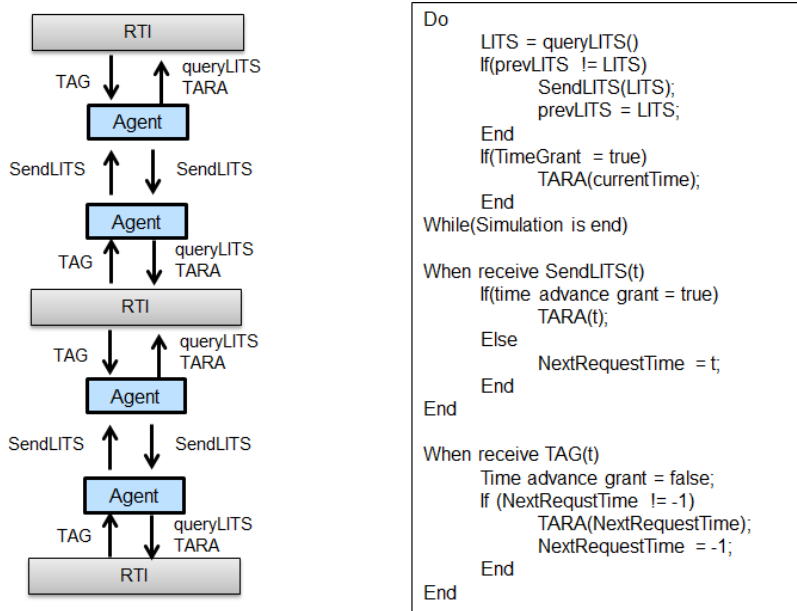 RTI
TAG
queryLITS
TARA
Agent
SendLITS
SendLITS
Agent
TAG
queryLITS
TARA
RTI
TAG
queryLITS
TARA
Agent
SendLITS
SendLITS
Agent
TAG
queryLITS
TARA
RTI
Do
LITS = queryLITS()
If(prevLITS != LITS)
SendLITS(LITS);
prevLITS = LITS;
End
If(TimeGrant = true)
TARA(currentTime);
End
While(Simulation is end)
When receive SendLITS(t)
If(time advance grant = true)
TARA(t);
Else
NextRequestTime = t;
End
End
When receive TAG(t)
Time advance grant = false;
If (NextRequstTime != -1)
TARA(NextRequestTime);
NextRequestTime = -1;
End
End